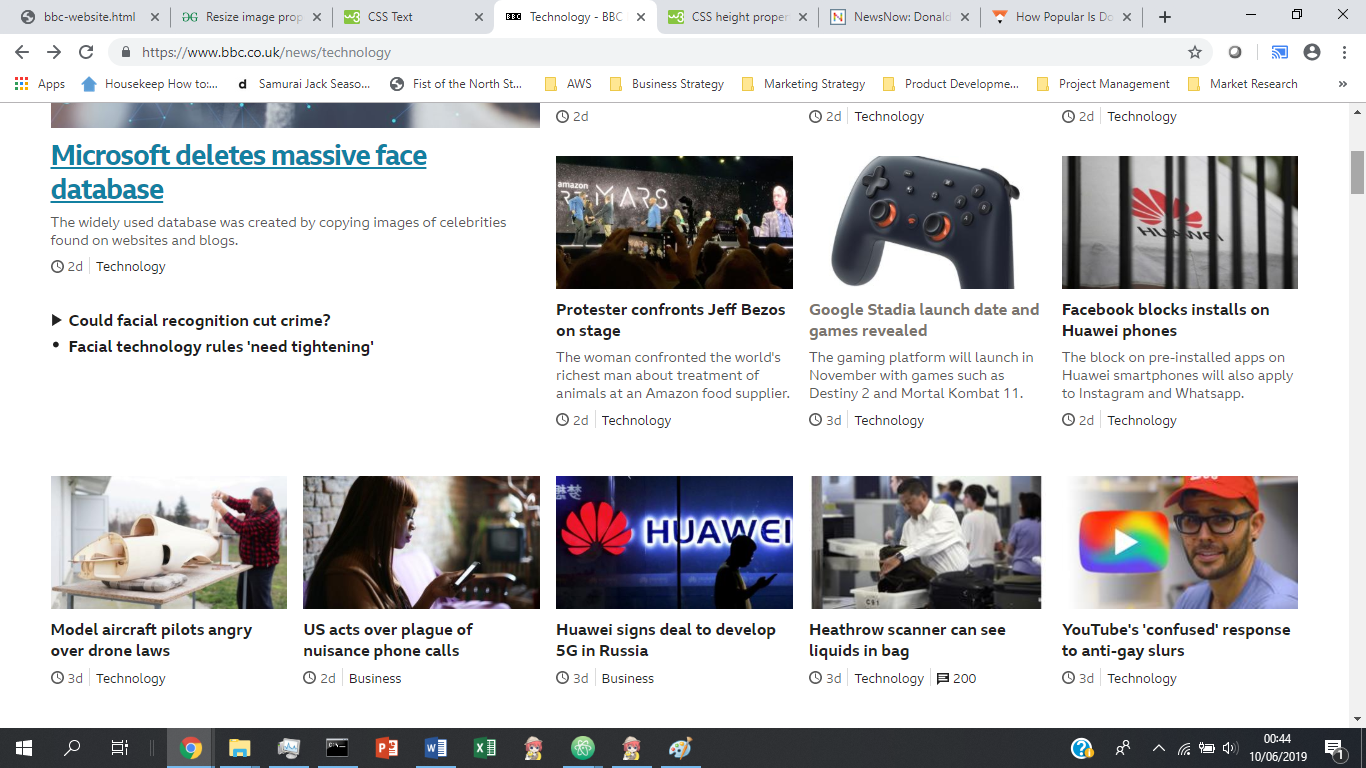 bbc-website.html
Resize image prop
CSS Text
Technology - BBC
CSS height proper
NewsNow: Donald
How Popular Is Do
https://www.bbc.co.uk/news/technology
Apps
Housekeep How to:...
Samurai Jack Seaso...
Fist of the North St...
AWS
Business Strategy
Marketing Strategy
Product Developme...
Project Management
Market Research
»
2d
2d Technology
2d Technology
Microsoft deletes massive face
database
The widely used database was created by copying images of celebrities
found on websites and blogs.
2d Technology
Could facial recognition cut crime?
Facial technology rules 'need tightening'
amazon
RE:MARS
Protester confronts Jeff Bezos
on stage
The woman confronted the world's
richest man about treatment of
animals at an Amazon food supplier.
2d Technology
Google Stadia launch date and
games revealed
The gaming platform will launch in
November with games such as
Destiny 2 and Mortal Kombat 11.
3d Technology
HUAWEI
Facebook blocks installs on
Huawei phones
The block on pre-installed apps on
Huawei smartphones will also apply
to Instagram and Whatsapp.
2d Technology
Model aircraft pilots angry
over drone laws
3d Technology
US acts over plague of
nuisance phone calls
2d Business
梦想
HUAWEI
Huawei signs deal to develop
5G in Russia
3d Business
Heathrow scanner can see
liquids in bag
3d Technology 200
YouTube's 'confused' response
to anti-gay slurs
3d Technology
00:44
10/06/2019
1